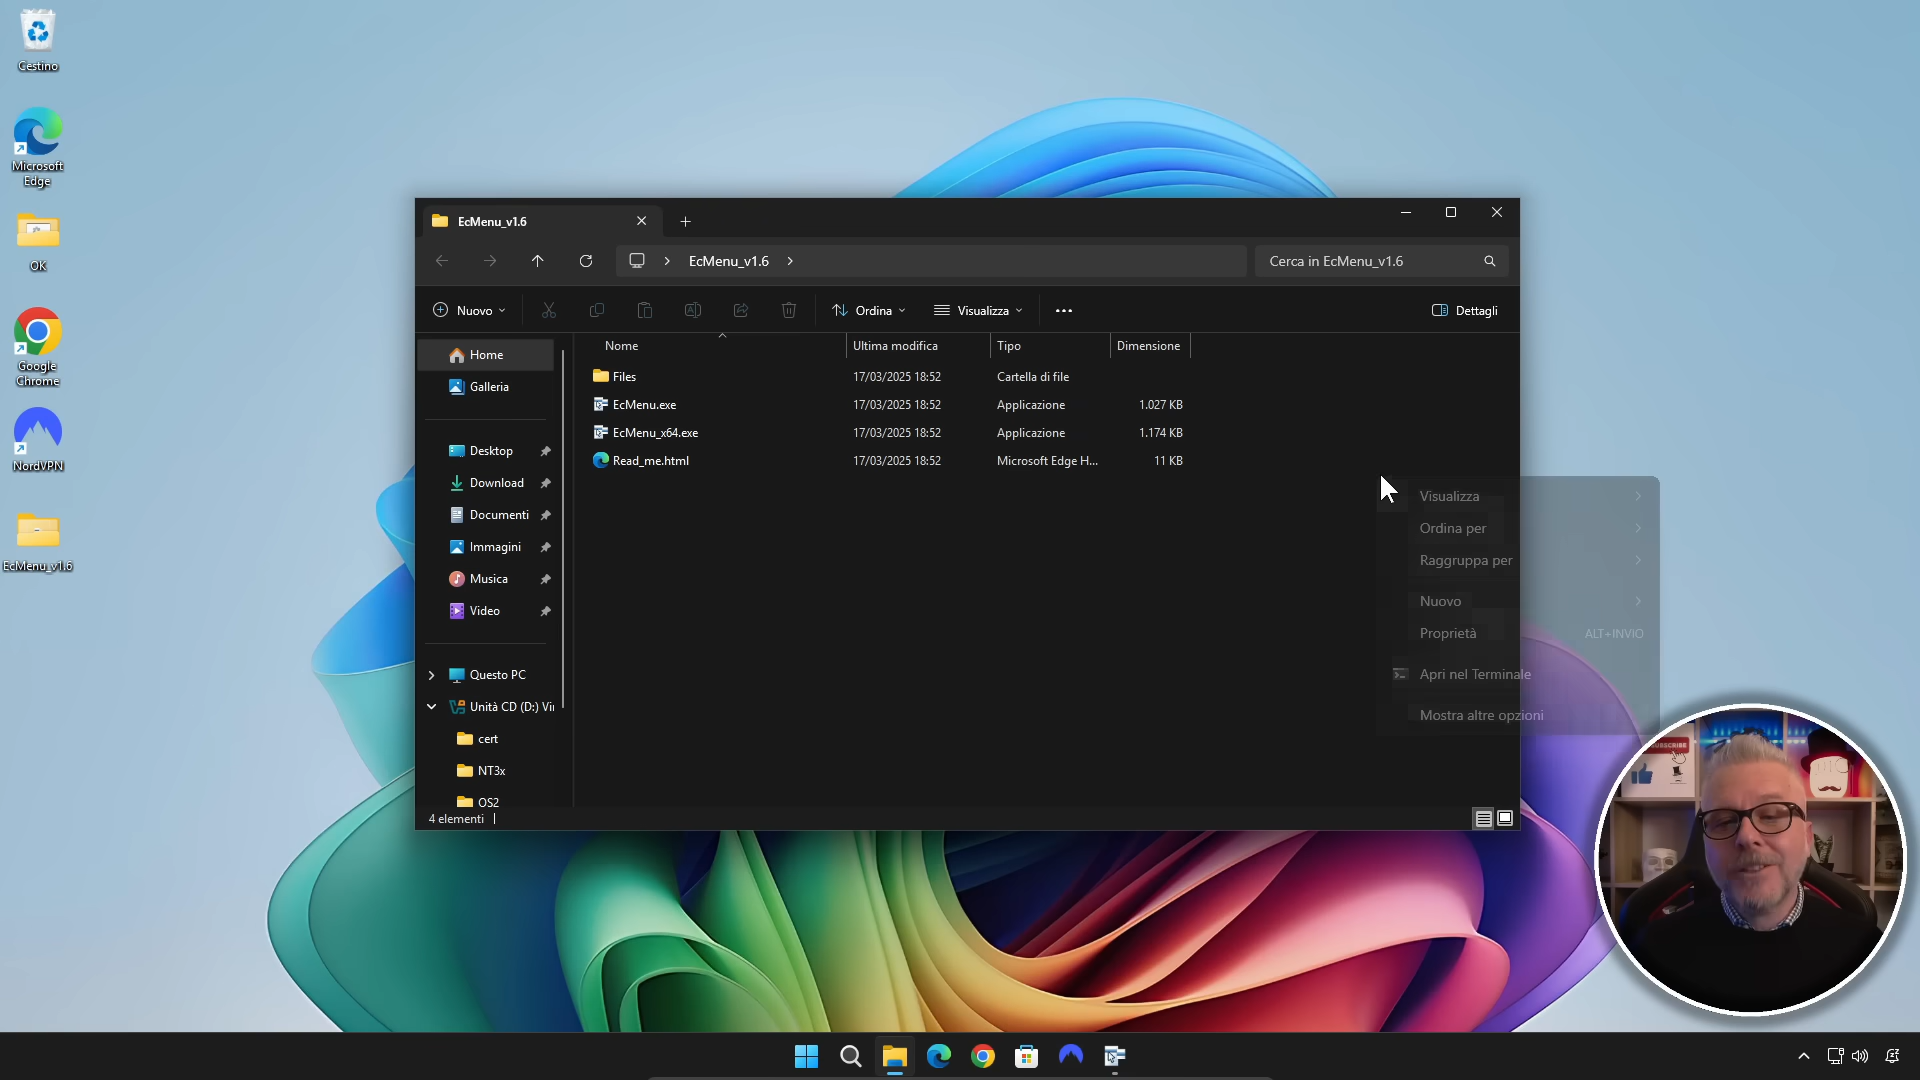 Cestino
Microsoft
Edge
OK
Google
Chrome
NordVPN
EcMenu_v1.6
EcMenu_v1.6
EcMenu_v1.6
Cerca in EcMenu_v1.6
Nuovo
Ordina
Visualizza
Dettagli
Home
Galleria
Desktop
Download
Documenti
Immagini
Musica
Video
Questo PC
Unità CD (D:) Vir
cert
NT3x
OS2
Nome Ultima modifica Tipo Dimensione
Files 17/03/2025 18:52 Cartella di file
EcMenu.exe 17/03/2025 18:52 Applicazione 1.027 KB
EcMenu_x64.exe 17/03/2025 18:52 Applicazione 1.174 KB
Read_me.html 17/03/2025 18:52 Microsoft Edge H... 11 KB
4 elementi
Visualizza
Ordina per
Raggruppa per
Nuovo
Proprietà ALT+INVIO
Apri nel Terminale
Mostra altre opzioni
SUBSCRIBE